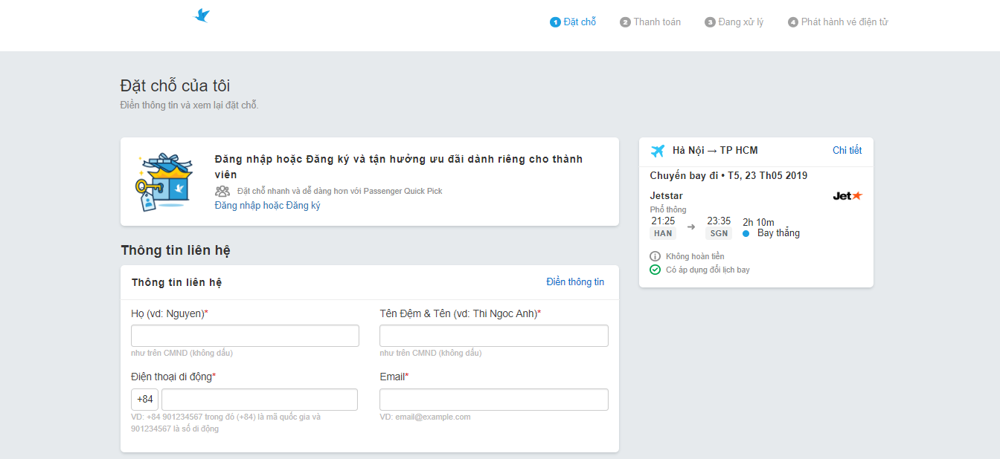 1 Đặt chỗ 2 Thanh toán 3 Đang xử lý 4 Phát hành vé điện tử
Đặt chỗ của tôi
Điền thông tin và xem lại đặt chỗ.
Đăng nhập hoặc Đăng ký và tận hưởng ưu đãi dành riêng cho thành
viên
Đặt chỗ nhanh và dễ dàng hơn với Passenger Quick Pick
Đăng nhập hoặc Đăng ký
Thông tin liên hệ
Thông tin liên hệ Điền thông tin
Họ (vd: Nguyen)* Tên Đệm & Tên (vd: Thi Ngoc Anh)*
như trên CMND (không dấu) như trên CMND (không dấu)
Điện thoại di động* Email*
+84
VD: +84 901234567 trong đó (+84) là mã quốc gia và VD: email@example.com
901234567 là số di động
Hà Nội → TP HCM Chi tiết
Chuyến bay đi • T5, 23 Th05 2019
Jetstar Jet
Phổ thông
21:25 → 23:35 2h 10m
HAN SGN Bay thẳng
Không hoàn tiền
Có áp dụng đổi lịch bay